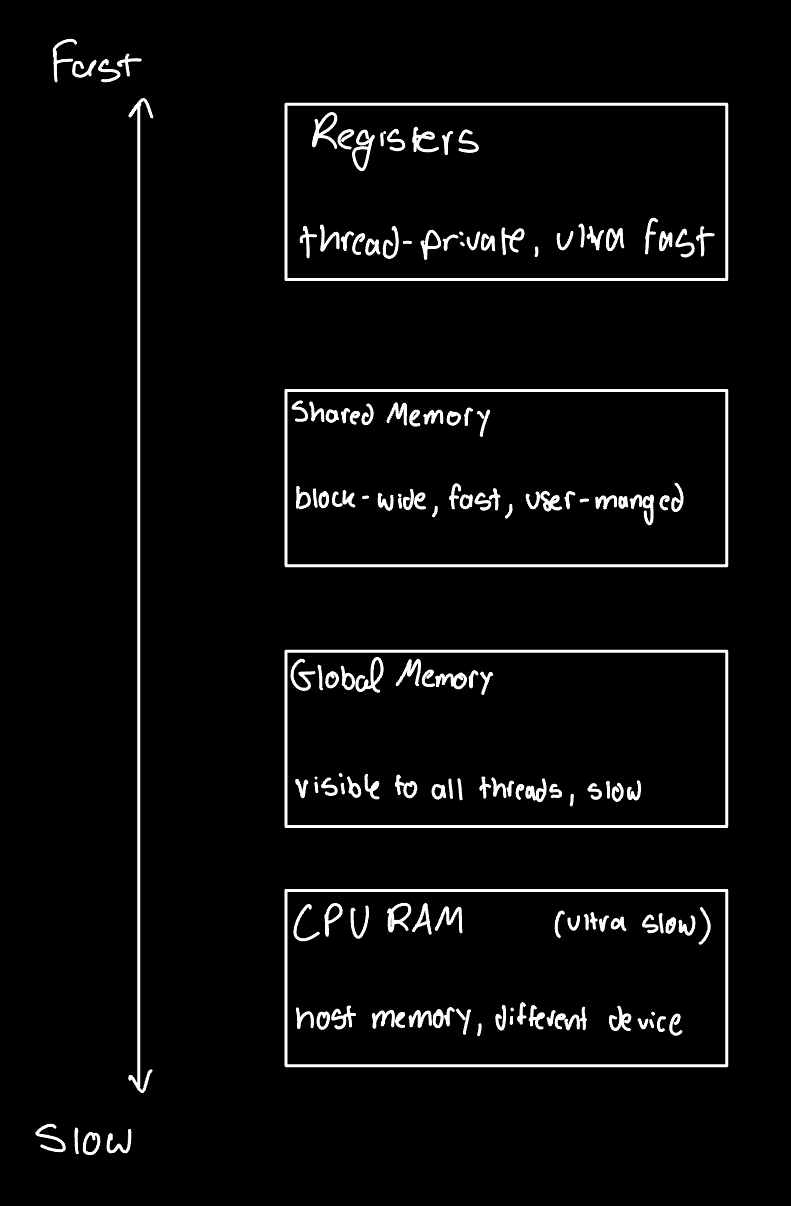 Fast
Registers
thread-private, ultra fast
Shared Memory
block-wide, fast, user-manged
Global Memory
visible to all threads, slow
CPU RAM (ultra slow)
host memory, different device
Slow